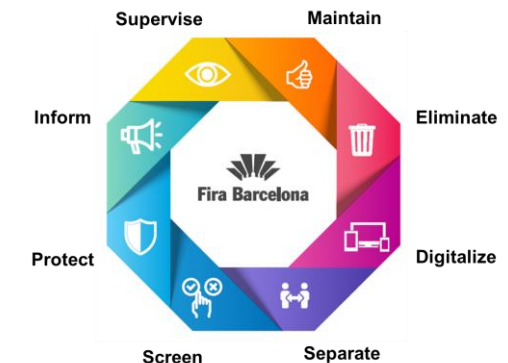 Supervise
Maintain
Inform
Eliminate
Fira Barcelona
Protect
Digitalize
Screen
Separate